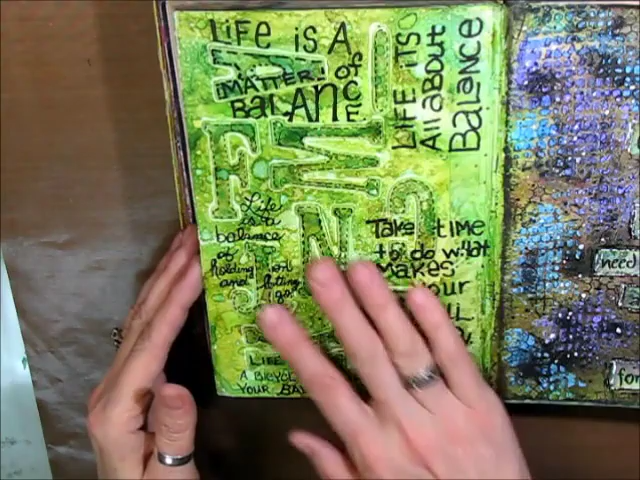 LiFE iS A
MATTER of
BaLANCE
LIFE iTS
All about
Balance
Life
is a
balance
of
holding on
and letting
go
Take time
to do what
makes
your
LIFE
A BICYCLE
YOUR BAL
need
for